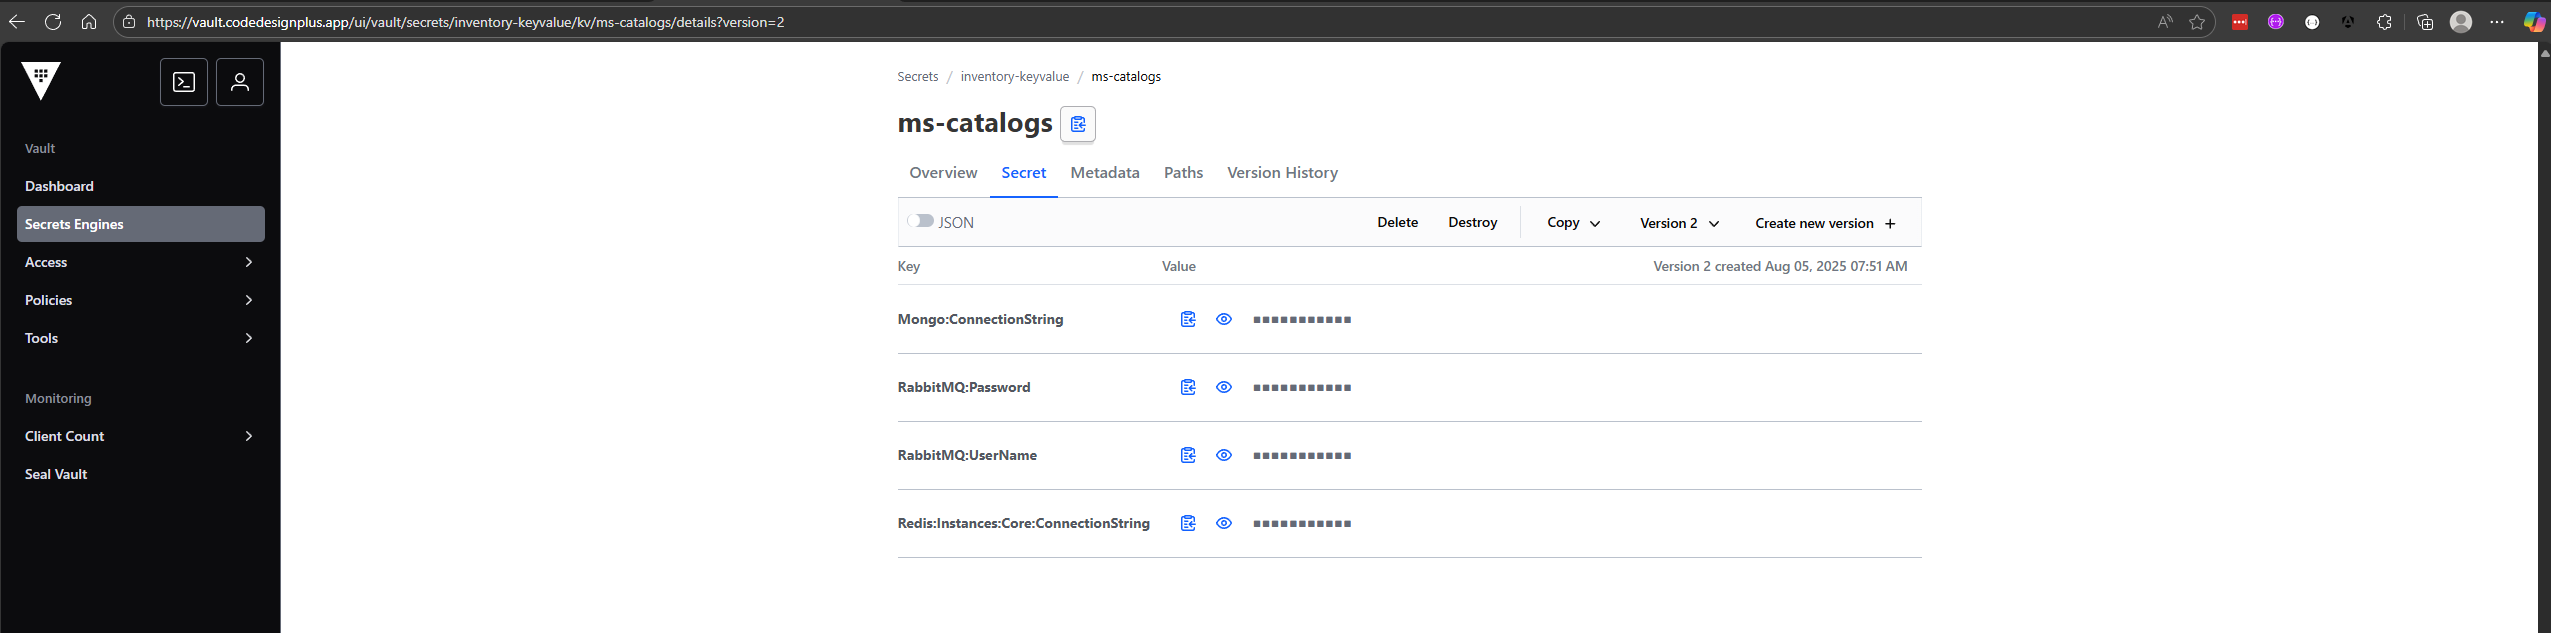 https://vault.codedesignplus.app/ui/vault/secrets/inventory-keyvalue/kv/ms-catalogs/details?version=2
Vault
Dashboard
Secrets Engines
Access
Policies
Tools
Monitoring
Client Count
Seal Vault
Secrets / inventory-keyvalue / ms-catalogs
ms-catalogs
Overview Secret Metadata Paths Version History
JSON Delete Destroy Copy Version 2 Create new version +
Key Value Version 2 created Aug 05, 2025 07:51 AM
Mongo:ConnectionString
RabbitMQ:Password
RabbitMQ:UserName
Redis:Instances:Core:ConnectionString